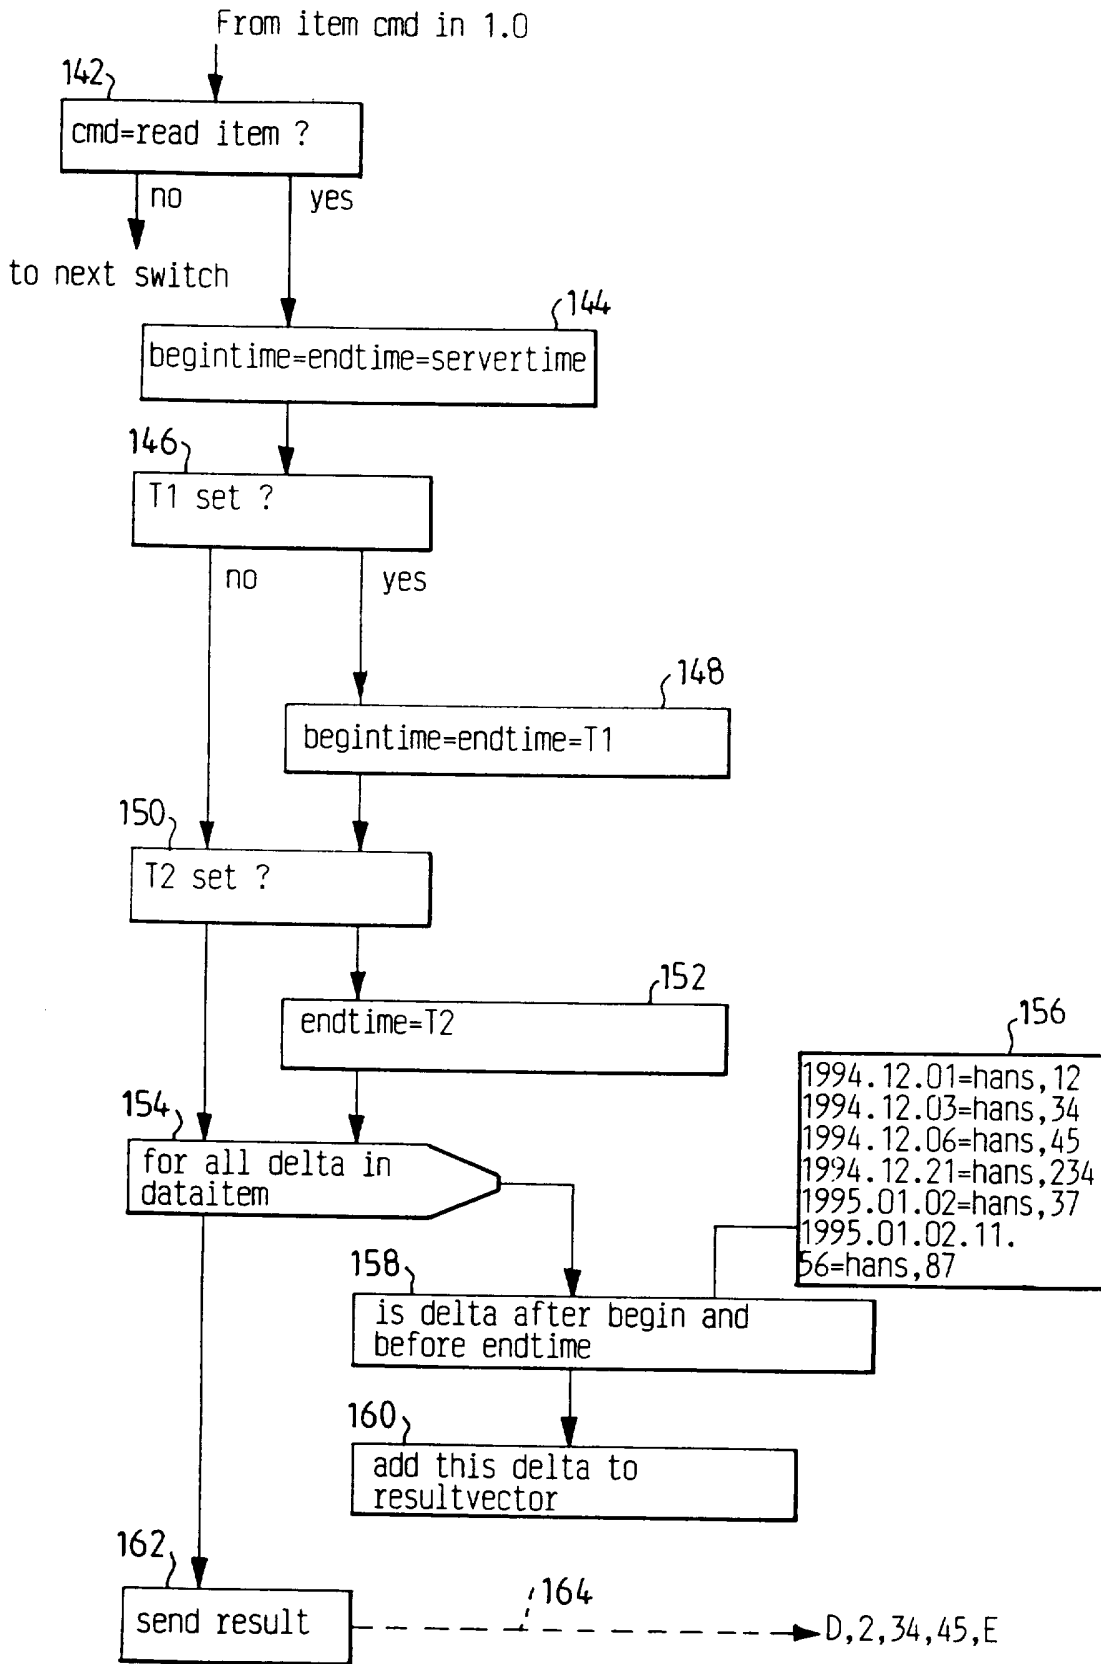 From item cmd in 1.0
142
cmd=read item ?
no
yes
to next switch
144
begintime=endtime=servertime
146
T1 set ?
no
yes
148
begintime=endtime=T1
150
T2 set ?
152
endtime=T2
156
1994.12.01=hans,12
1994.12.03=hans,34
1994.12.06=hans,45
1994.12.21=hans,234
1995.01.02=hans,37
1995.01.02.11.
56=hans,87
154
for all delta in
dataitem
158
is delta after begin and
before endtime
160
add this delta to
resultvector
162
send result
164
D,2,34,45,E